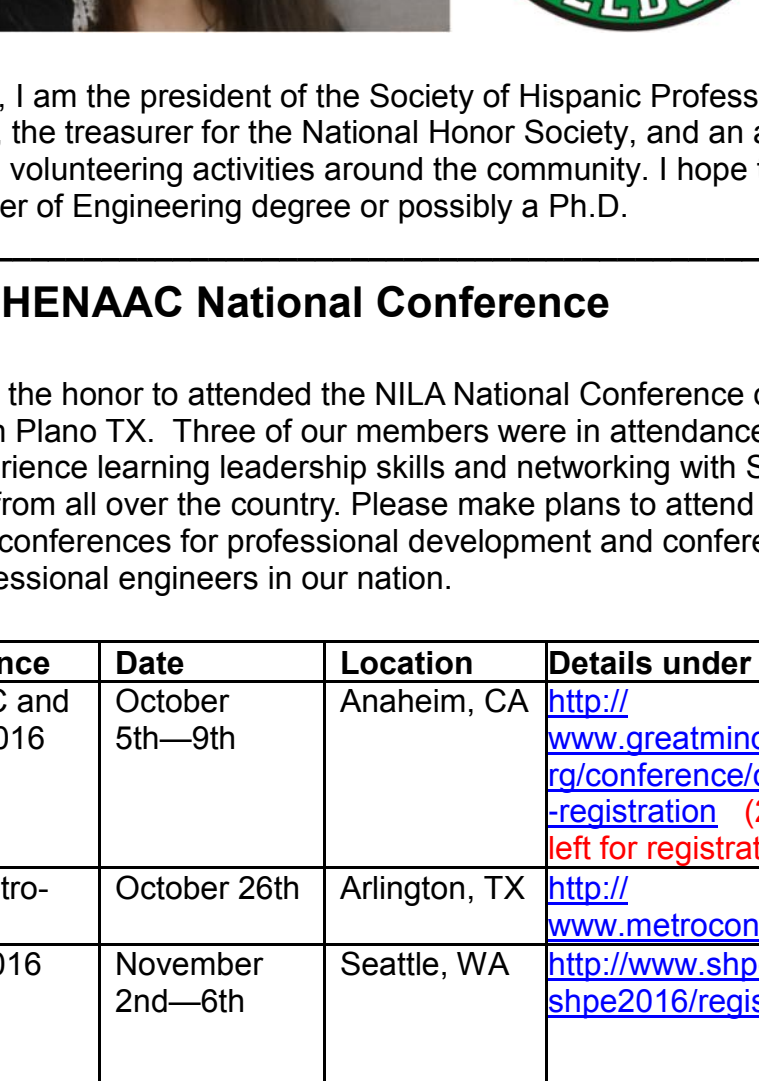 , I am the president of the Society of Hispanic Profess
, the treasurer for the National Honor Society, and an a
volunteering activities around the community. I hope t
er of Engineering degree or possibly a Ph.D.
HENAAC National Conference
the honor to attended the NILA National Conference
n Plano TX. Three of our members were in attendance
rience learning leadership skills and networking with S
from all over the country. Please make plans to attend
conferences for professional development and confere
essional engineers in our nation.
nce Date Location Details under
C and October Anaheim, CA http://
016 5th—9th www.greatmind
rg/conference/
-registration (2
left for registrat
tro- October 26th Arlington, TX http://
www.metrocon
016 November Seattle, WA http://www.shp
2nd—6th shpe2016/regis